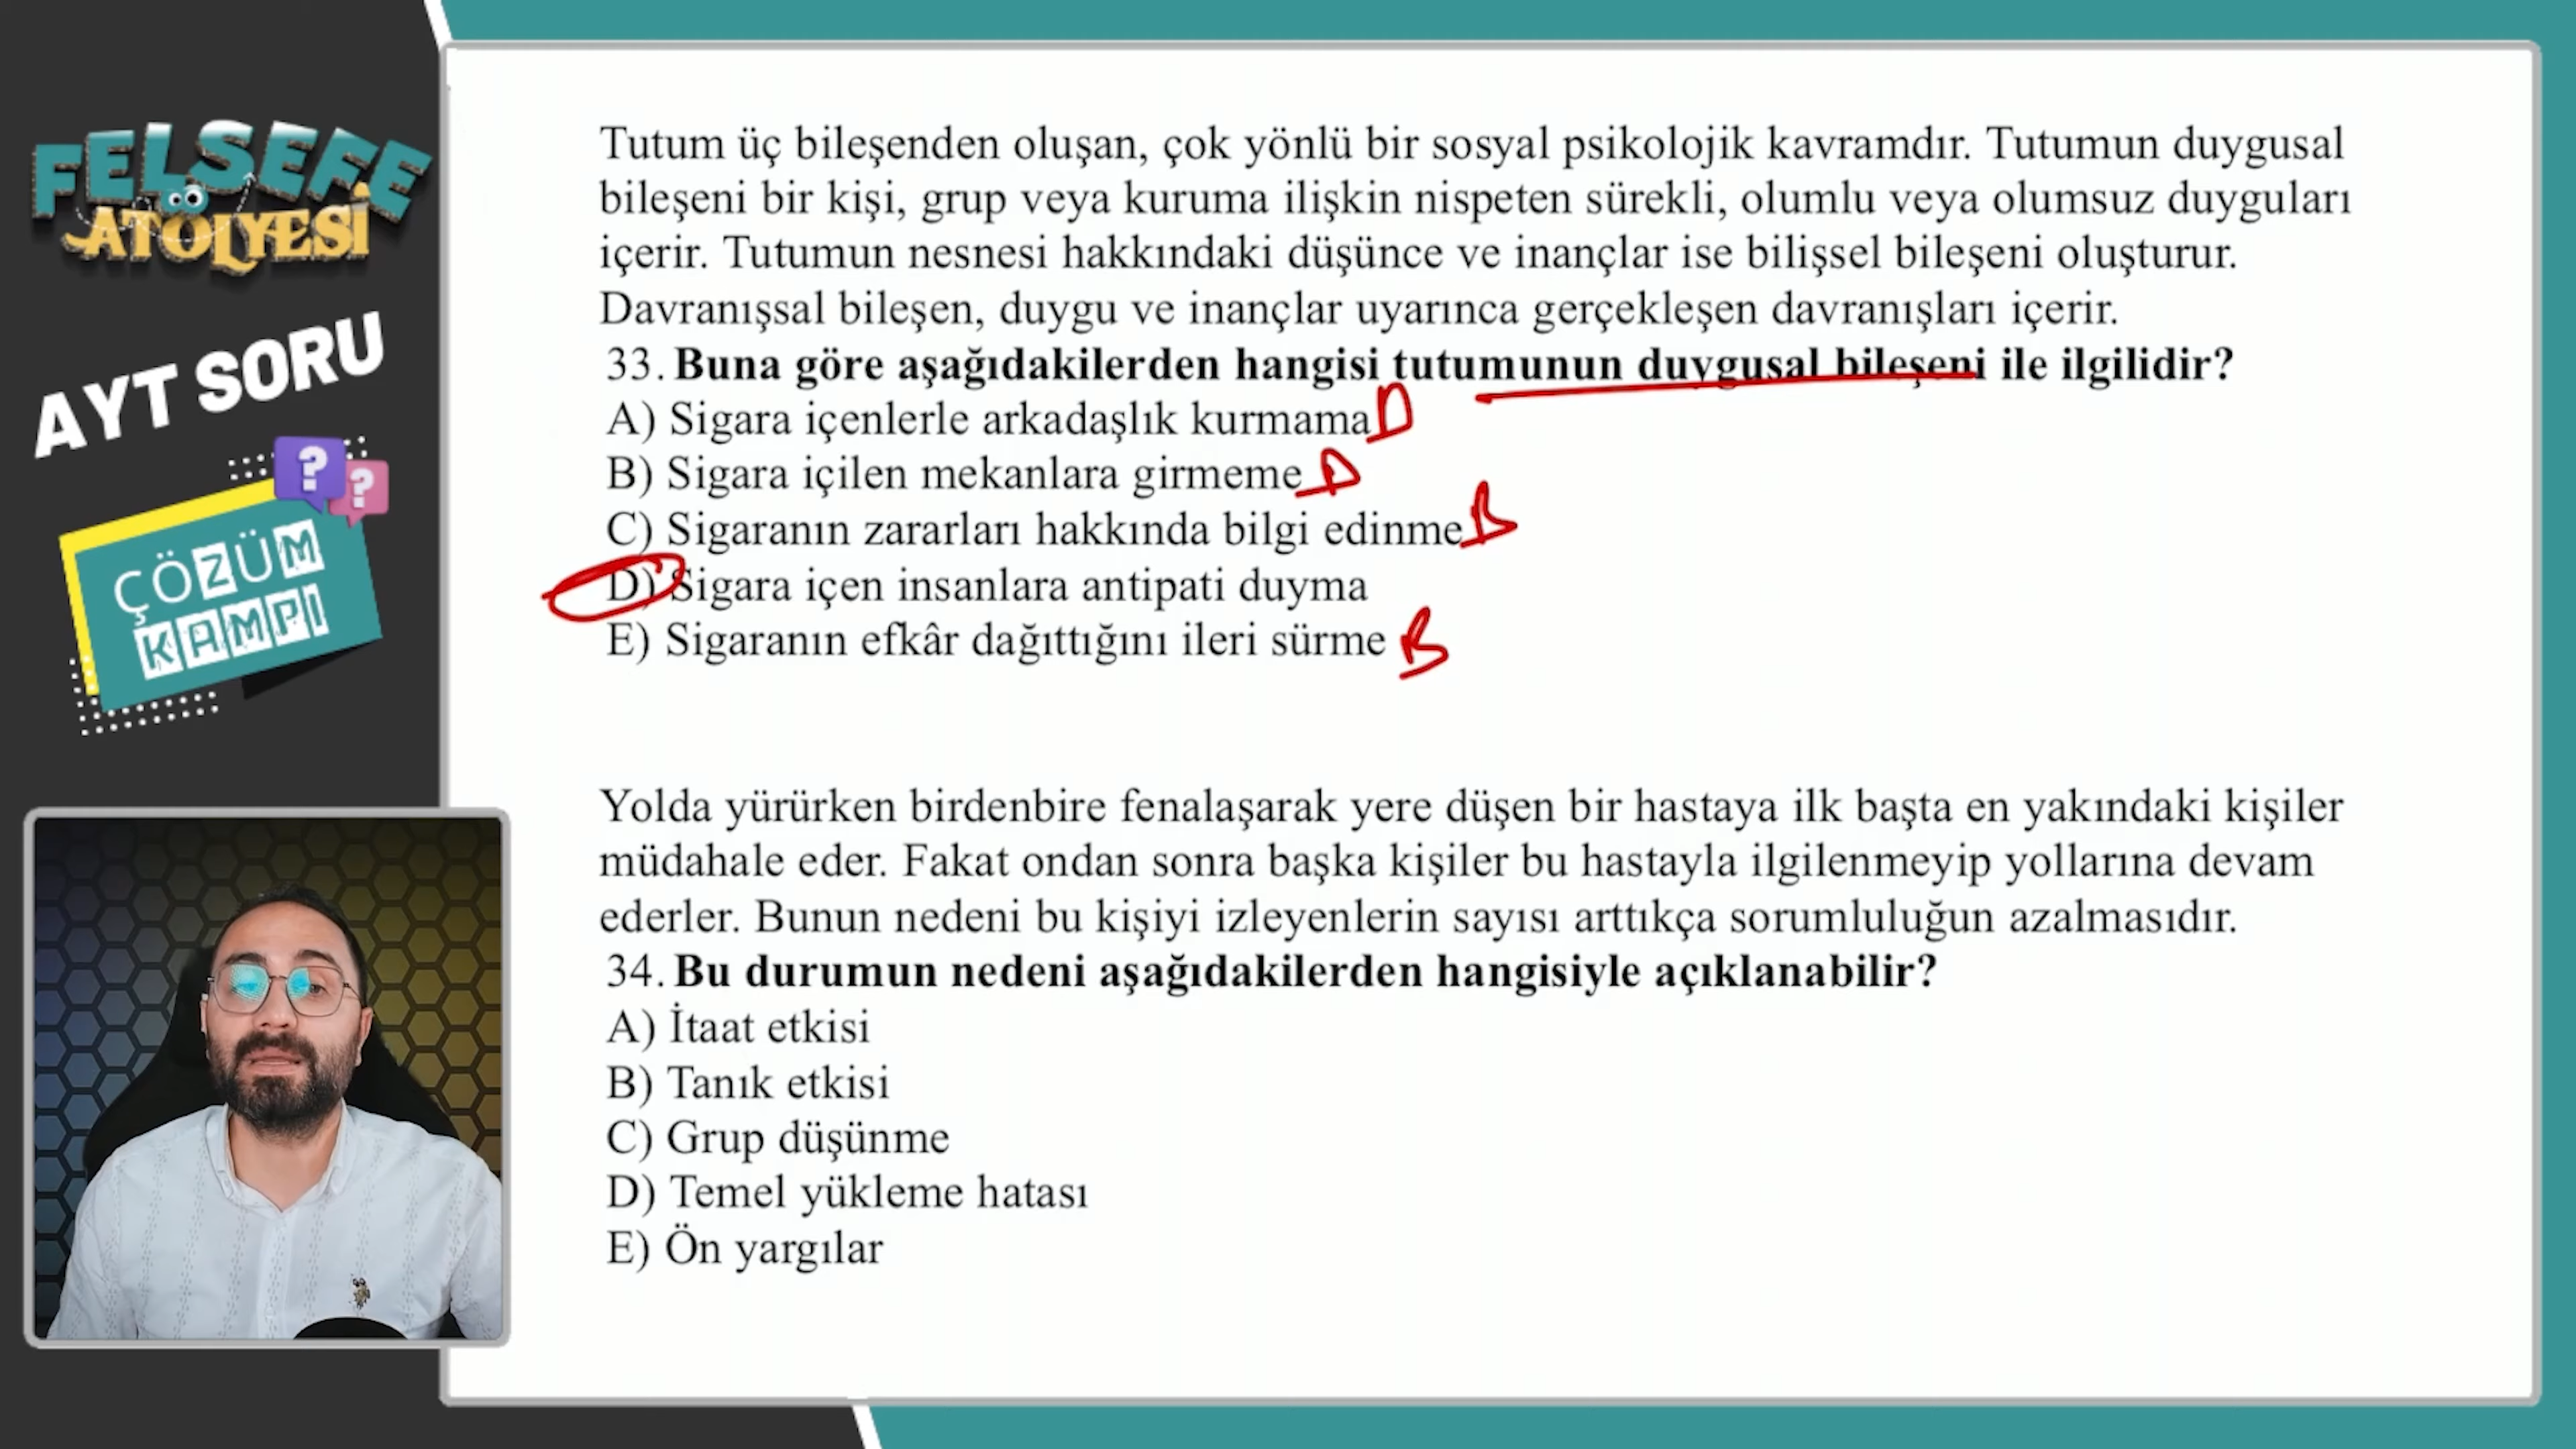 FELSEFE
ATÖLYESİ
AYT SORU
? ?
ÇÖZÜM
KAMPI
Tutum üç bileşenden oluşan, çok yönlü bir sosyal psikolojik kavramdır. Tutumun duygusal
bileşeni bir kişi, grup veya kuruma ilişkin nispeten sürekli, olumlu veya olumsuz duyguları
içerir. Tutumun nesnesi hakkındaki düşünce ve inançlar ise bilişsel bileşeni oluşturur.
Davranışsal bileşen, duygu ve inançlar uyarınca gerçekleşen davranışları içerir.
33. Buna göre aşağıdakilerden hangisi tutumunun duygusal bileşeni ile ilgilidir?
A) Sigara içenlerle arkadaşlık kurmama D
B) Sigara içilen mekanlara girmeme D
C) Sigaranın zararları hakkında bilgi edinme B
D) Sigara içen insanlara antipati duyma
E) Sigaranın efkâr dağıttığını ileri sürme B
Yolda yürürken birdenbire fenalaşarak yere düşen bir hastaya ilk başta en yakındaki kişiler
müdahale eder. Fakat ondan sonra başka kişiler bu hastayla ilgilenmeyip yollarına devam
ederler. Bunun nedeni bu kişiyi izleyenlerin sayısı arttıkça sorumluluğun azalmasıdır.
34. Bu durumun nedeni aşağıdakilerden hangisiyle açıklanabilir?
A) İtaat etkisi
B) Tanık etkisi
C) Grup düşünme
D) Temel yükleme hatası
E) Ön yargılar